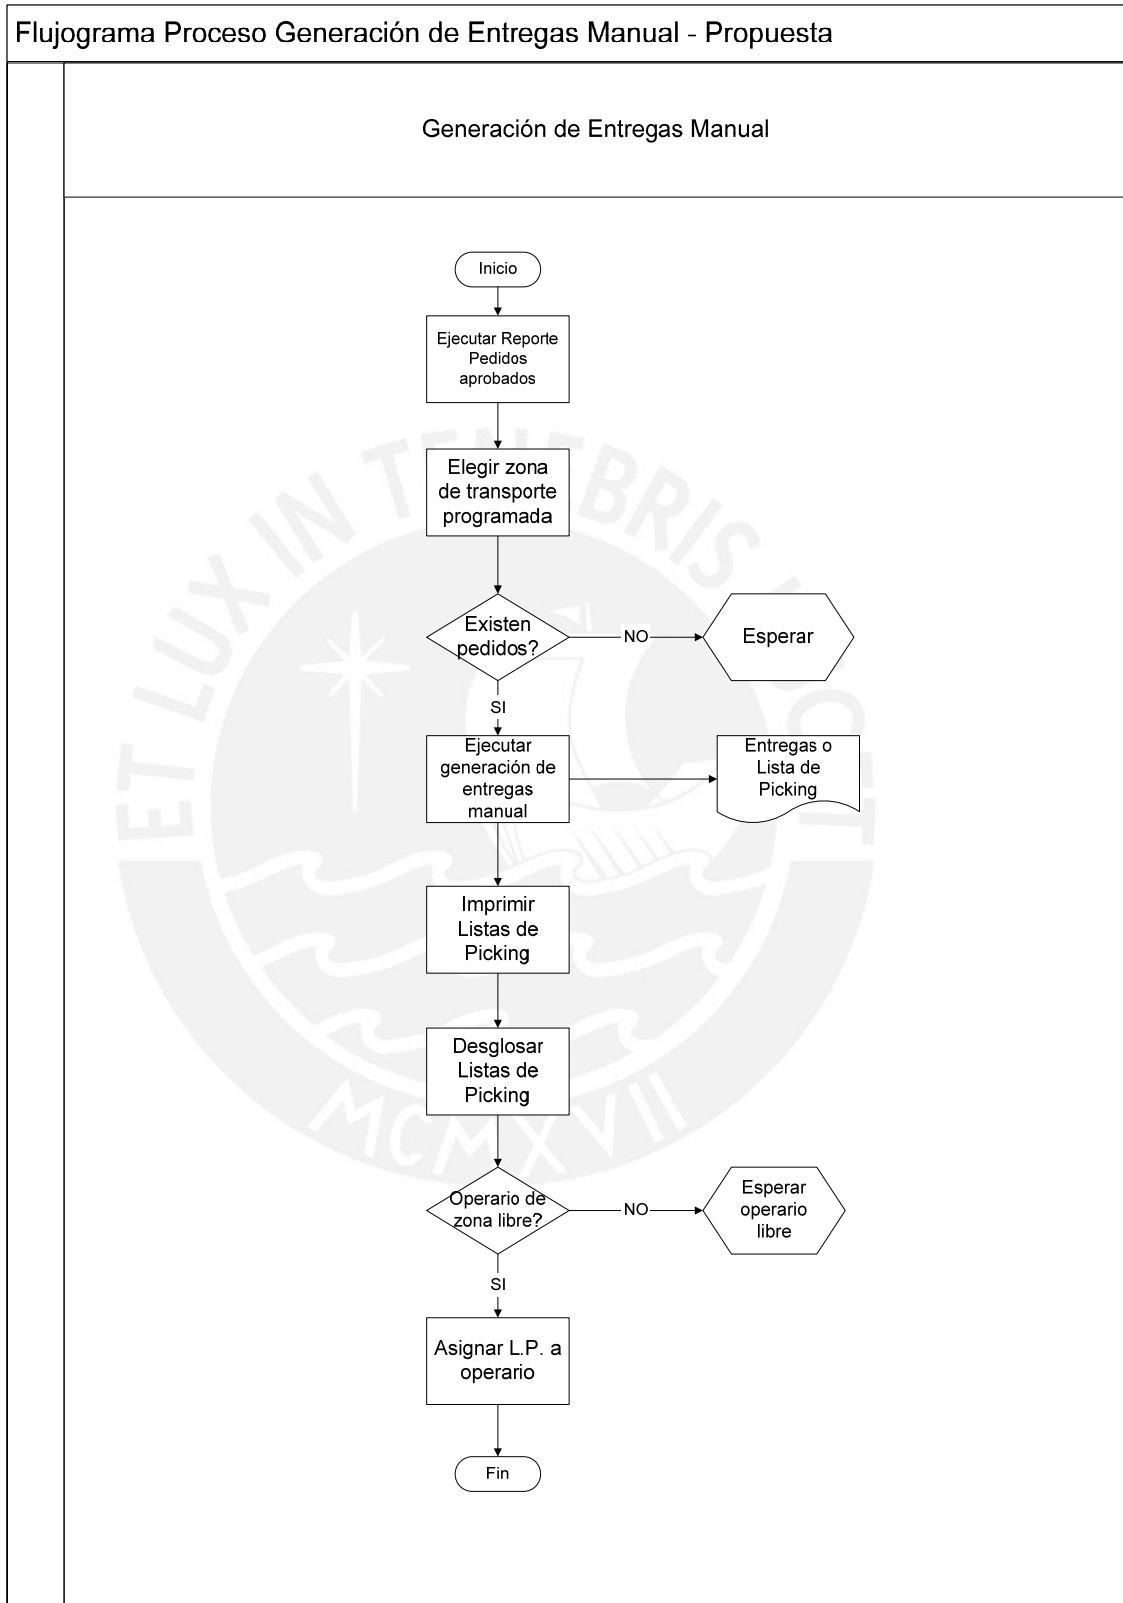 Flujograma Proceso Generación de Entregas Manual - Propuesta
Generación de Entregas Manual
Inicio
Ejecutar Reporte
Pedidos
aprobados
Elegir zona
de transporte
programada
Existen
pedidos?
NO
Esperar
SI
Ejecutar
generación de
entregas
manual
Entregas o
Lista de
Picking
Imprimir
Listas de
Picking
Desglosar
Listas de
Picking
Operario de
zona libre?
NO
Esperar
operario
libre
SI
Asignar L.P. a
operario
Fin
ET LUX IN TENEBRIS LUCET
MCMXVII